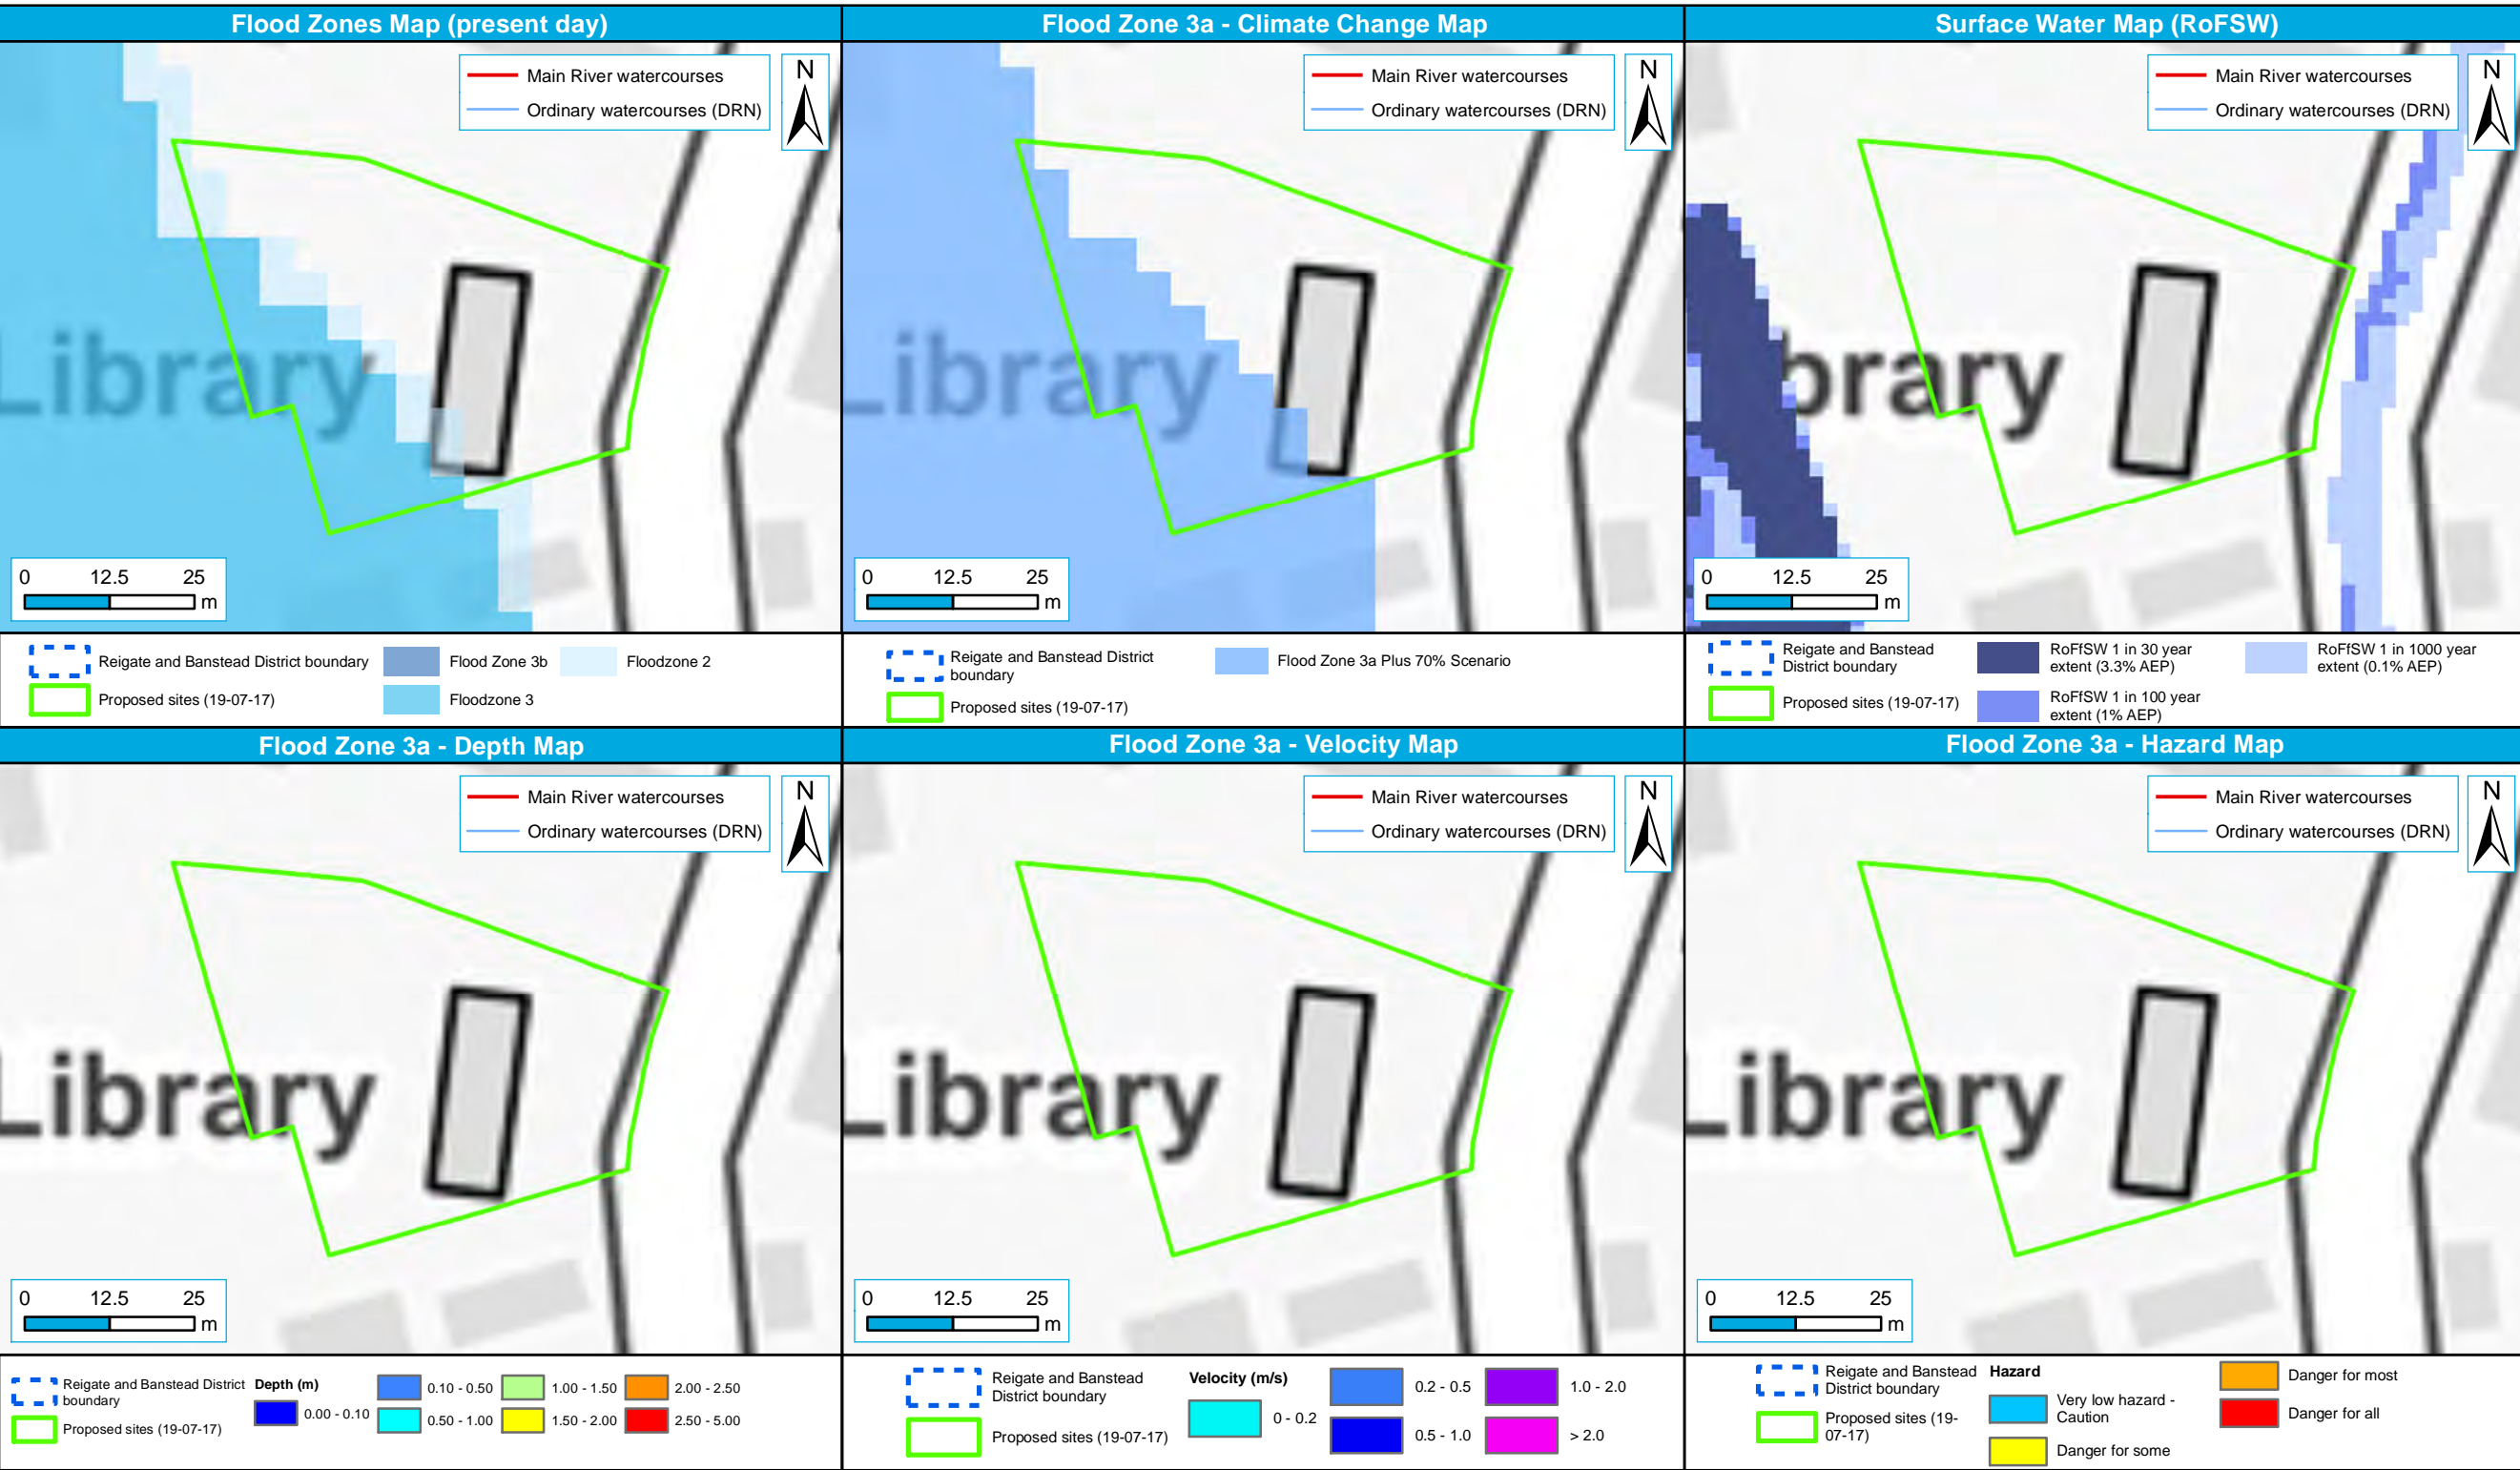 Flood Zones Map (present day)
Main River watercourses
Ordinary watercourses (DRN)
N
Library
0 12.5 25
m
Reigate and Banstead District boundary
Proposed sites (19-07-17)
Flood Zone 3b
Floodzone 3
Floodzone 2
Flood Zone 3a - Climate Change Map
Main River watercourses
Ordinary watercourses (DRN)
N
Library
0 12.5 25
m
Reigate and Banstead District
boundary
Proposed sites (19-07-17)
Flood Zone 3a Plus 70% Scenario
Surface Water Map (RoFSW)
Main River watercourses
Ordinary watercourses (DRN)
N
brary
0 12.5 25
m
Reigate and Banstead
District boundary
Proposed sites (19-07-17)
RoFfSW 1 in 30 year
extent (3.3% AEP)
RoFfSW 1 in 100 year
extent (1% AEP)
RoFfSW 1 in 1000 year
extent (0.1% AEP)
Flood Zone 3a - Depth Map
Main River watercourses
Ordinary watercourses (DRN)
N
Library
0 12.5 25
m
Reigate and Banstead District
boundary
Proposed sites (19-07-17)
Depth (m)
0.00 - 0.10
0.10 - 0.50
0.50 - 1.00
1.00 - 1.50
1.50 - 2.00
2.00 - 2.50
2.50 - 5.00
Flood Zone 3a - Velocity Map
Main River watercourses
Ordinary watercourses (DRN)
N
Library
0 12.5 25
m
Reigate and Banstead
District boundary
Proposed sites (19-07-17)
Velocity (m/s)
0 - 0.2
0.2 - 0.5
0.5 - 1.0
1.0 - 2.0
> 2.0
Flood Zone 3a - Hazard Map
Main River watercourses
Ordinary watercourses (DRN)
N
Library
0 12.5 25
m
Reigate and Banstead
District boundary
Proposed sites (19-
07-17)
Hazard
Very low hazard -
Caution
Danger for some
Danger for most
Danger for all